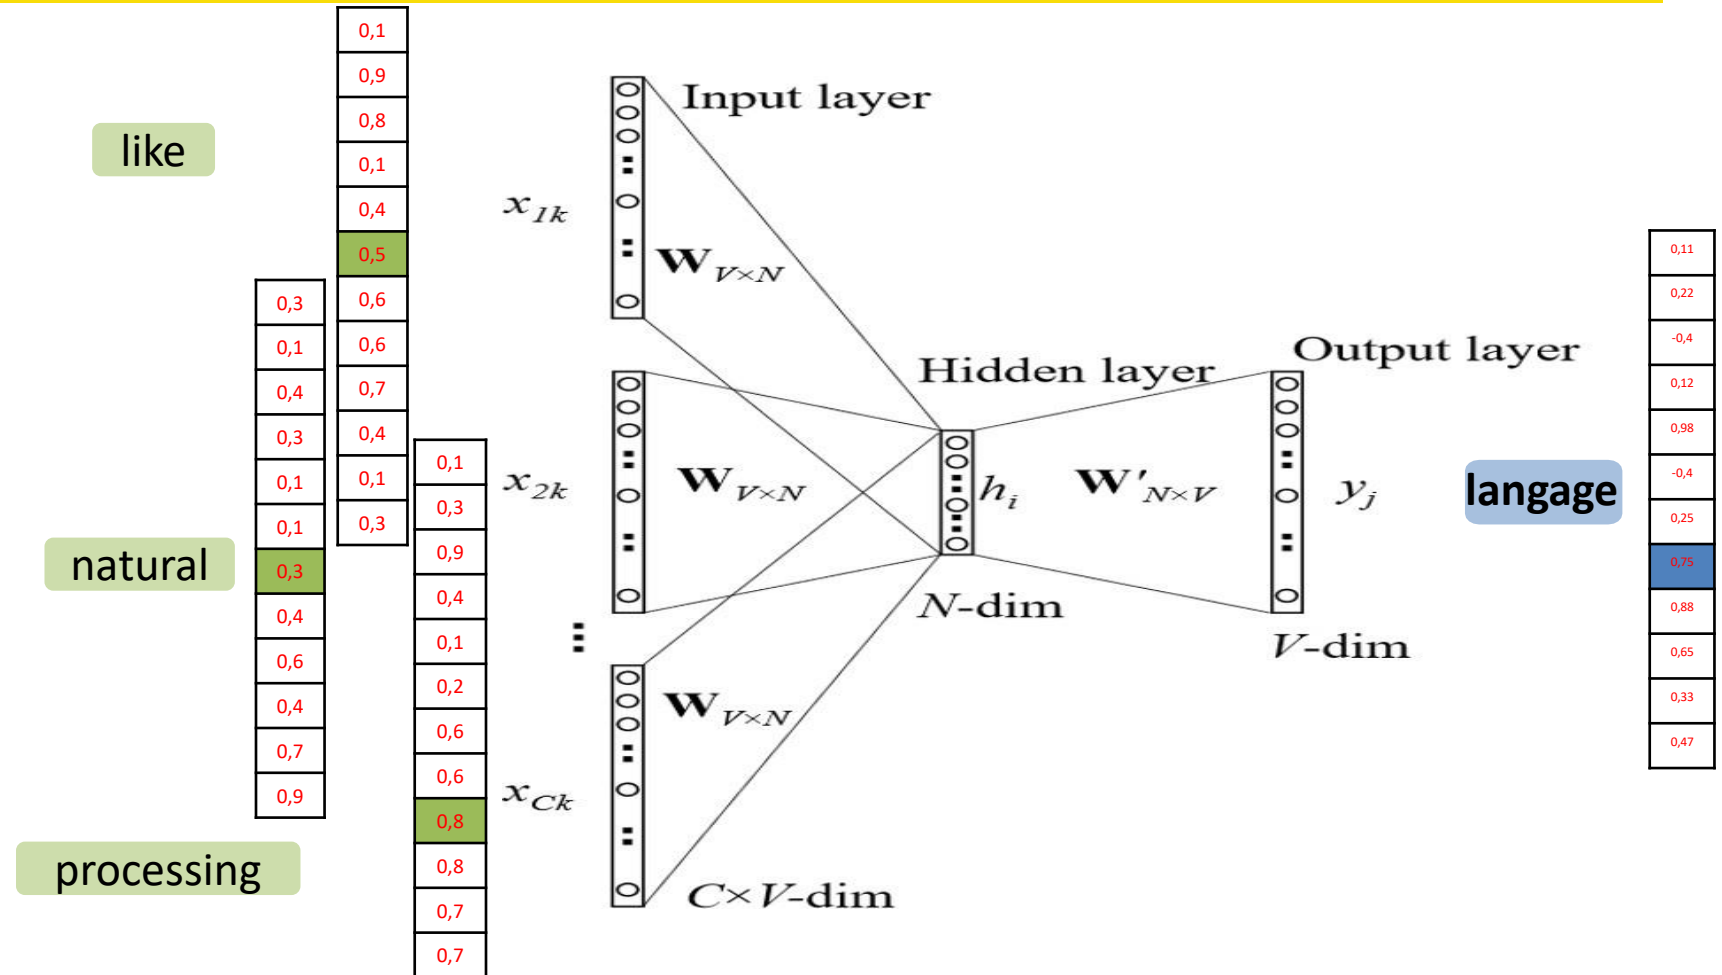 like
natural
processing
0,1
0,9
0,8
0,1
0,4
0,5
0,6
0,6
0,7
0,4
0,1
0,3
0,3
0,1
0,4
0,3
0,1
0,1
0,3
0,4
0,6
0,4
0,7
0,9
0,1
0,3
0,9
0,4
0,1
0,2
0,6
0,6
0,8
0,8
0,7
0,7
Input layer
x1k
WV×N
x2k
WV×N
xCk
WV×N
C×V-dim
Hidden layer
hi
N-dim
W'N×V
Output layer
yj
V-dim
langage
0,11
0,22
-0,4
0,12
0,98
-0,4
0,25
0,75
0,88
0,65
0,33
0,47